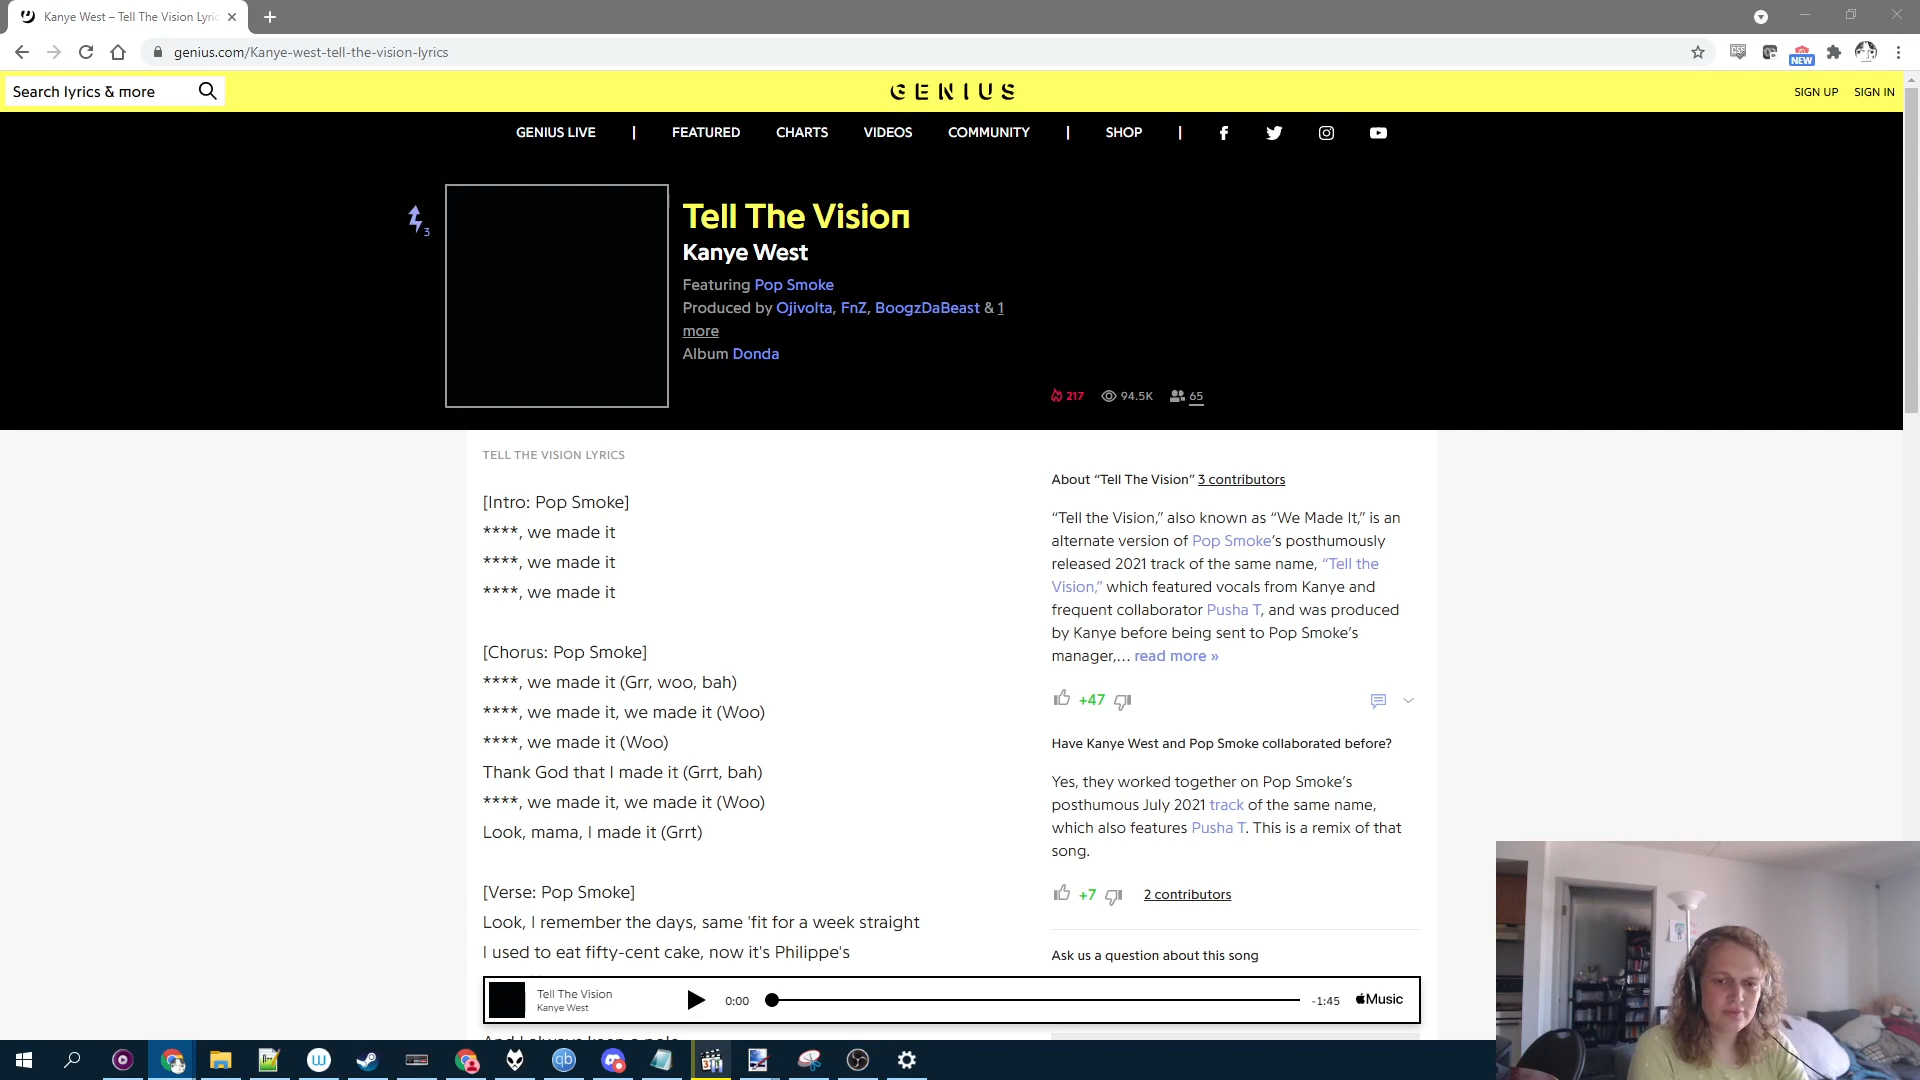 Kanye West – Tell The Vision Lyric
genius.com/Kanye-west-tell-the-vision-lyrics
NEW
Search lyrics & more
GENIUS
SIGN UP
SIGN IN
GENIUS LIVE | FEATURED CHARTS VIDEOS COMMUNITY | SHOP |
3
Tell The Vision
Kanye West
Featuring Pop Smoke
Produced by Ojivolta, FnZ, BoogzDaBeast & 1
more
Album Donda
217 94.5K 65
TELL THE VISION LYRICS
[Intro: Pop Smoke]
****, we made it
****, we made it
****, we made it
[Chorus: Pop Smoke]
****, we made it (Grr, woo, bah)
****, we made it, we made it (Woo)
****, we made it (Woo)
Thank God that I made it (Grrt, bah)
****, we made it, we made it (Woo)
Look, mama, I made it (Grrt)
[Verse: Pop Smoke]
Look, I remember the days, same 'fit for a week straight
I used to eat fifty-cent cake, now it's Philippe's
About “Tell The Vision” 3 contributors
“Tell the Vision,” also known as “We Made It,” is an
alternate version of Pop Smoke’s posthumously
released 2021 track of the same name, “Tell the
Vision,” which featured vocals from Kanye and
frequent collaborator Pusha T, and was produced
by Kanye before being sent to Pop Smoke’s
manager,… read more »
+47
Have Kanye West and Pop Smoke collaborated before?
Yes, they worked together on Pop Smoke’s
posthumous July 2021 track of the same name,
which also features Pusha T. This is a remix of that
song.
+7 2 contributors
Ask us a question about this song
Tell The Vision
Kanye West
0:00
-1:45
Music